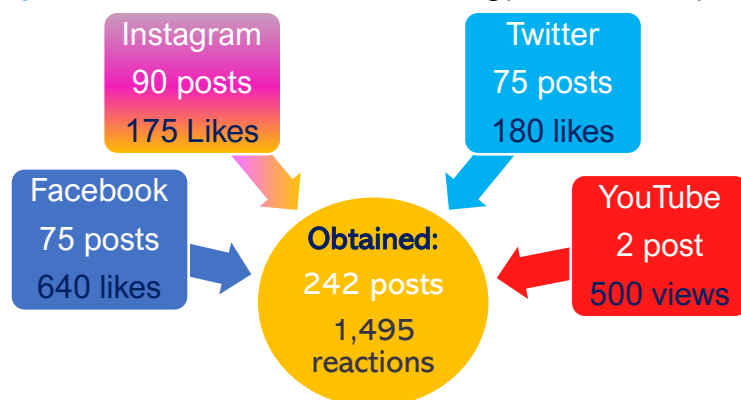 Instagram
90 posts
175 Likes
Twitter
75 posts
180 likes
Facebook
75 posts
640 likes
YouTube
2 post
500 views
Obtained:
242 posts
1,495
reactions